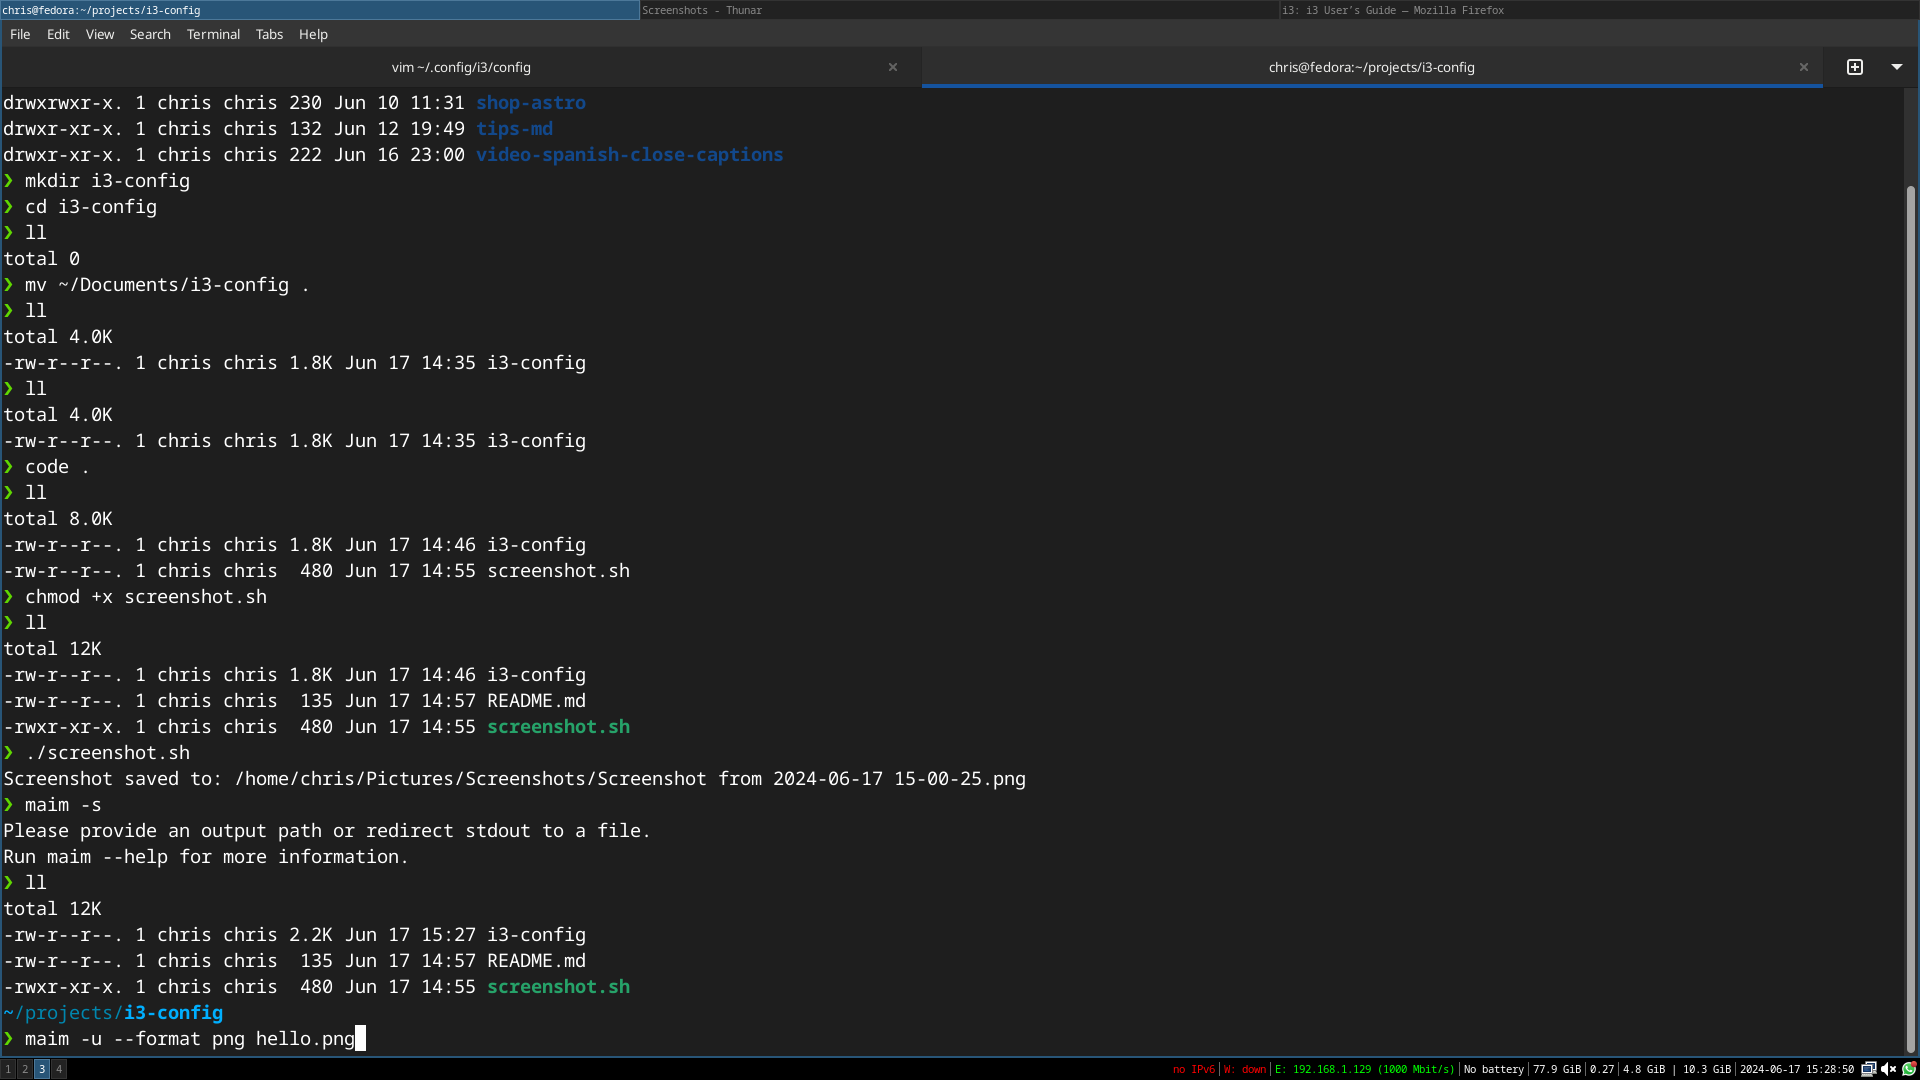 chris@fedora:~/projects/i3-config Screenshots - Thunar i3: i3 User's Guide — Mozilla Firefox
File Edit View Search Terminal Tabs Help
vim ~/.config/i3/config × chris@fedora:~/projects/i3-config ×
drwxrwxr-x. 1 chris chris 230 Jun 10 11:31 shop-astro
drwxr-xr-x. 1 chris chris 132 Jun 12 19:49 tips-md
drwxr-xr-x. 1 chris chris 222 Jun 16 23:00 video-spanish-close-captions
❯ mkdir i3-config
❯ cd i3-config
❯ ll
total 0
❯ mv ~/Documents/i3-config .
❯ ll
total 4.0K
-rw-r--r--. 1 chris chris 1.8K Jun 17 14:35 i3-config
❯ ll
total 4.0K
-rw-r--r--. 1 chris chris 1.8K Jun 17 14:35 i3-config
❯ code .
❯ ll
total 8.0K
-rw-r--r--. 1 chris chris 1.8K Jun 17 14:46 i3-config
-rw-r--r--. 1 chris chris  480 Jun 17 14:55 screenshot.sh
❯ chmod +x screenshot.sh
❯ ll
total 12K
-rw-r--r--. 1 chris chris 1.8K Jun 17 14:46 i3-config
-rw-r--r--. 1 chris chris  135 Jun 17 14:57 README.md
-rwxr-xr-x. 1 chris chris  480 Jun 17 14:55 screenshot.sh
❯ ./screenshot.sh
Screenshot saved to: /home/chris/Pictures/Screenshots/Screenshot from 2024-06-17 15-00-25.png
❯ maim -s
Please provide an output path or redirect stdout to a file.
Run maim --help for more information.
❯ ll
total 12K
-rw-r--r--. 1 chris chris 2.2K Jun 17 15:27 i3-config
-rw-r--r--. 1 chris chris  135 Jun 17 14:57 README.md
-rwxr-xr-x. 1 chris chris  480 Jun 17 14:55 screenshot.sh
~/projects/i3-config
❯ maim -u --format png hello.png
1 2 3 4 no IPv6 | W: down | E: 192.168.1.129 (1000 Mbit/s) | No battery | 77.9 GiB | 0.27 | 4.8 GiB | 10.3 GiB | 2024-06-17 15:28:50